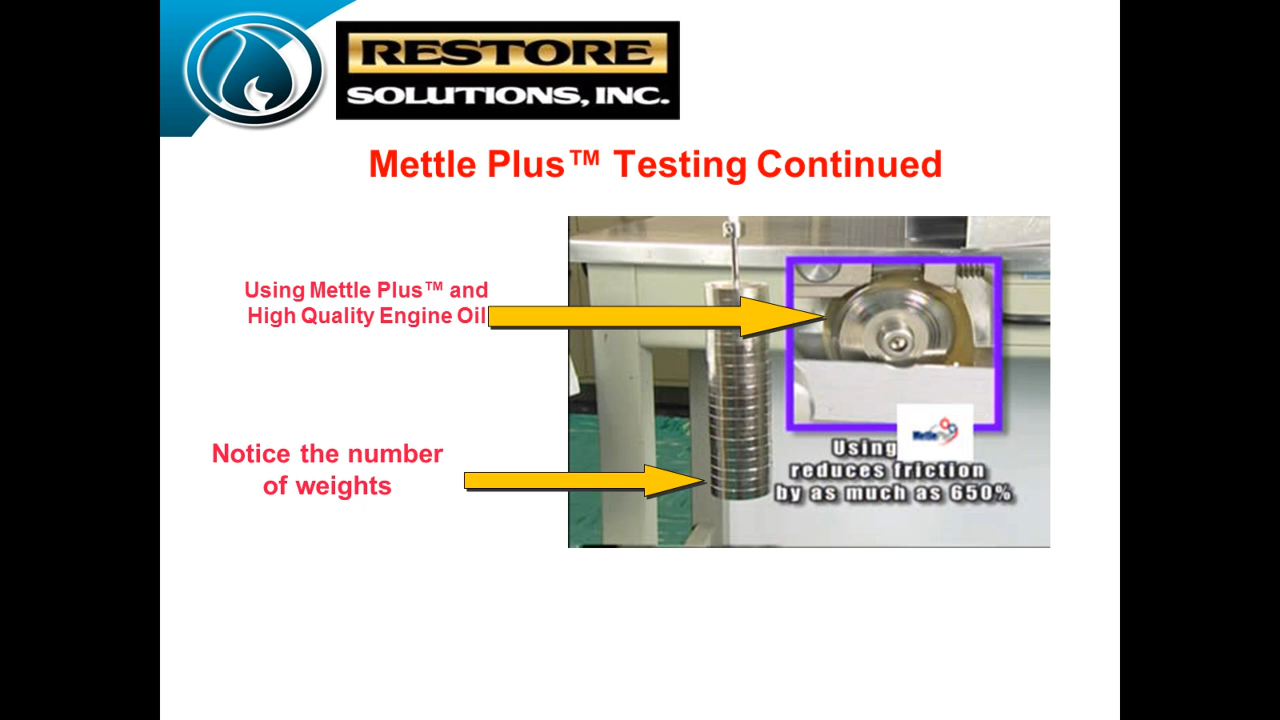 RESTORE
SOLUTIONS, INC.
Mettle Plus™ Testing Continued
Using Mettle Plus™ and
High Quality Engine Oil
Notice the number
of weights
Mettle
Using
reduces friction
by as much as 650%